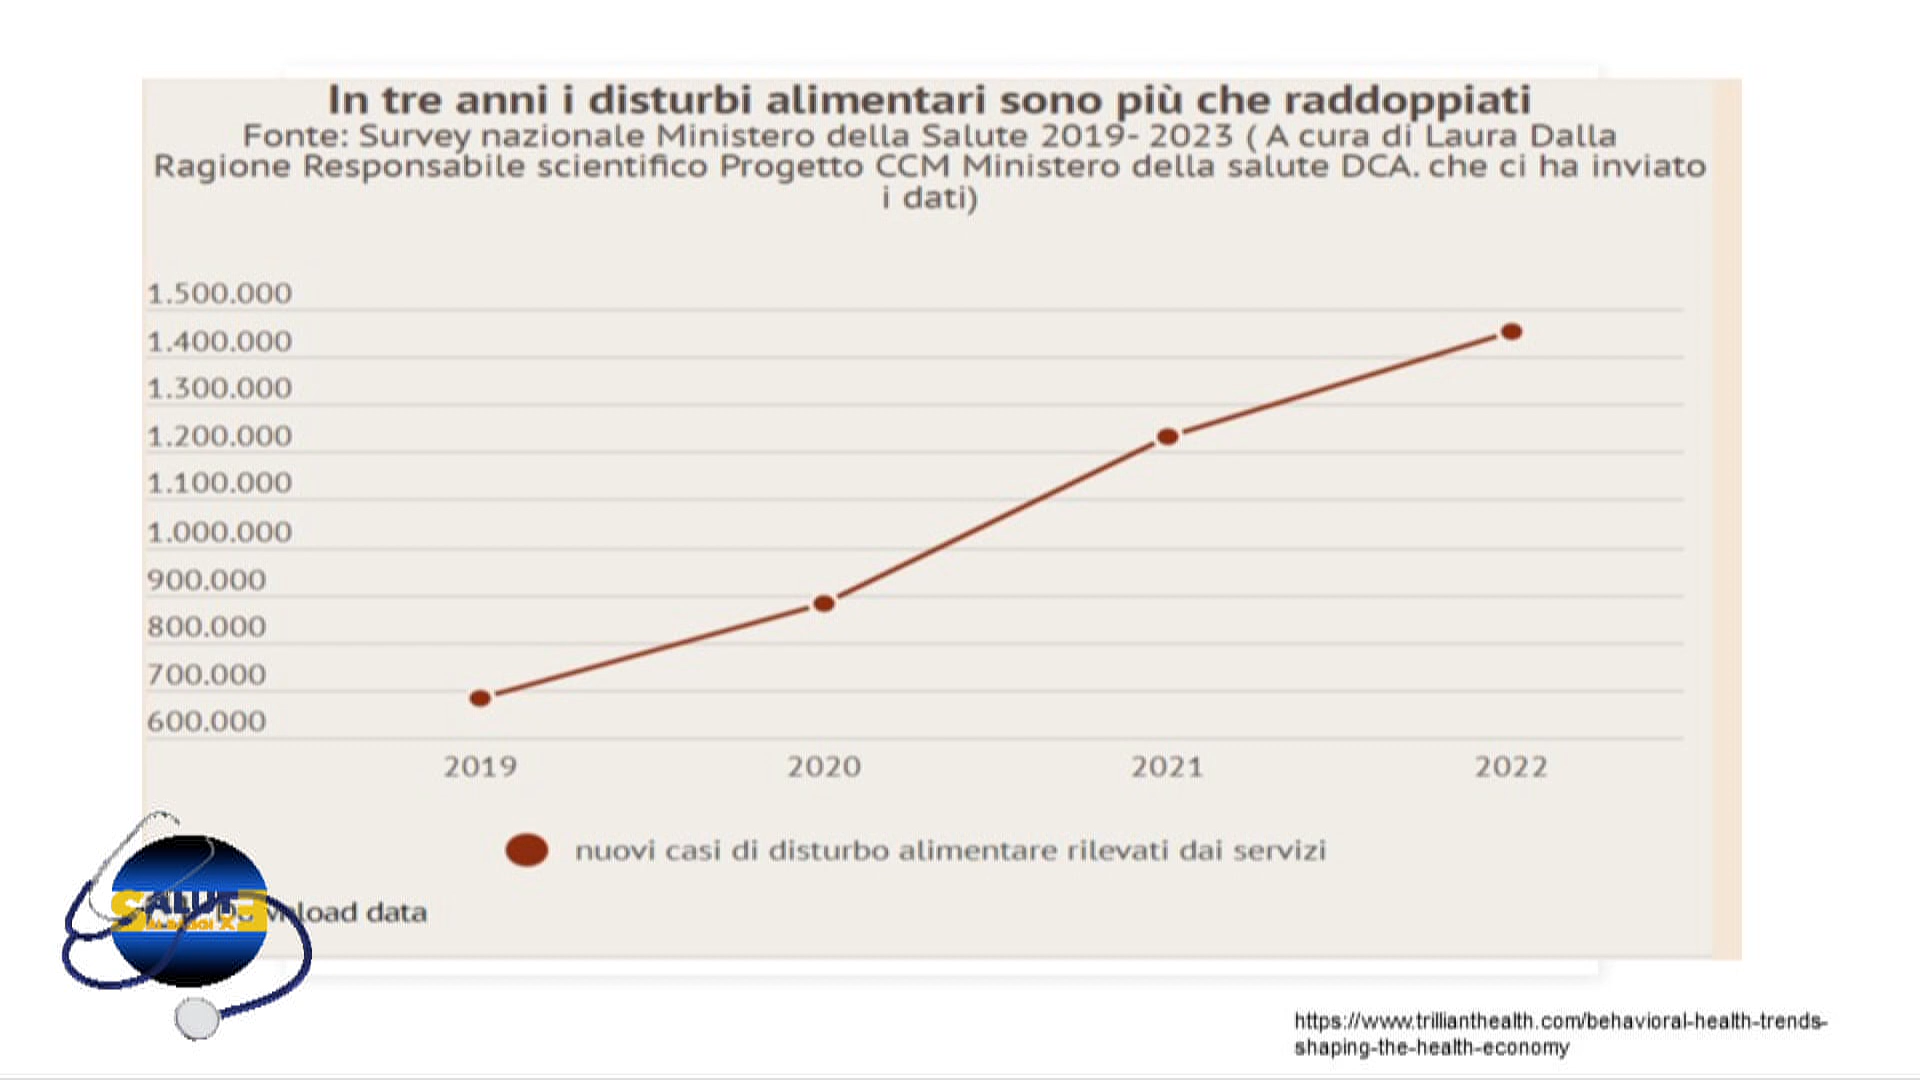 In tre anni i disturbi alimentari sono più che raddoppiati
Fonte: Survey nazionale Ministero della Salute 2019- 2023 ( A cura di Laura Dalla
Ragione Responsabile scientifico Progetto CCM Ministero della salute DCA. che ci ha inviato
i dati)
1.500.000
1.400.000
1.300.000
1.200.000
1.100.000
1.000.000
900.000
800.000
700.000
600.000
2019 2020 2021 2022
nuovi casi di disturbo alimentare rilevati dai servizi
SALUTE
data
https://www.trillianthealth.com/behavioral-health-trends-
shaping-the-health-economy